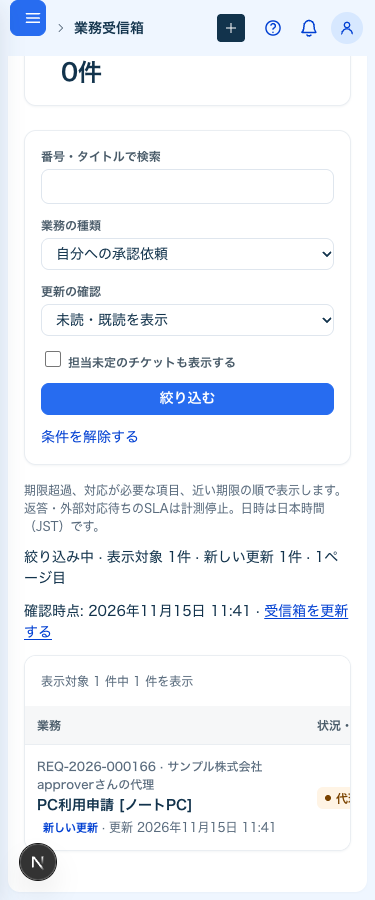 業務受信箱
0件
番号・タイトルで検索
業務の種類
自分への承認依頼
更新の確認
未読・既読を表示
担当未定のチケットも表示する
絞り込む
条件を解除する
期限超過、対応が必要な項目、近い期限の順で表示します。
返答・外部対応待ちのSLAは計測停止。日時は日本時間
（JST）です。
絞り込み中 · 表示対象 1件 · 新しい更新 1件 · 1ペ
ージ目
確認時点: 2026年11月15日 11:41 · 受信箱を更新
する
表示対象 1 件中 1 件を表示
業務 状況・
REQ-2026-000166 · サンプル株式会社
approverさんの代理
PC利用申請 [ノートPC]
代
新しい更新 · 更新 2026年11月15日 11:41
N